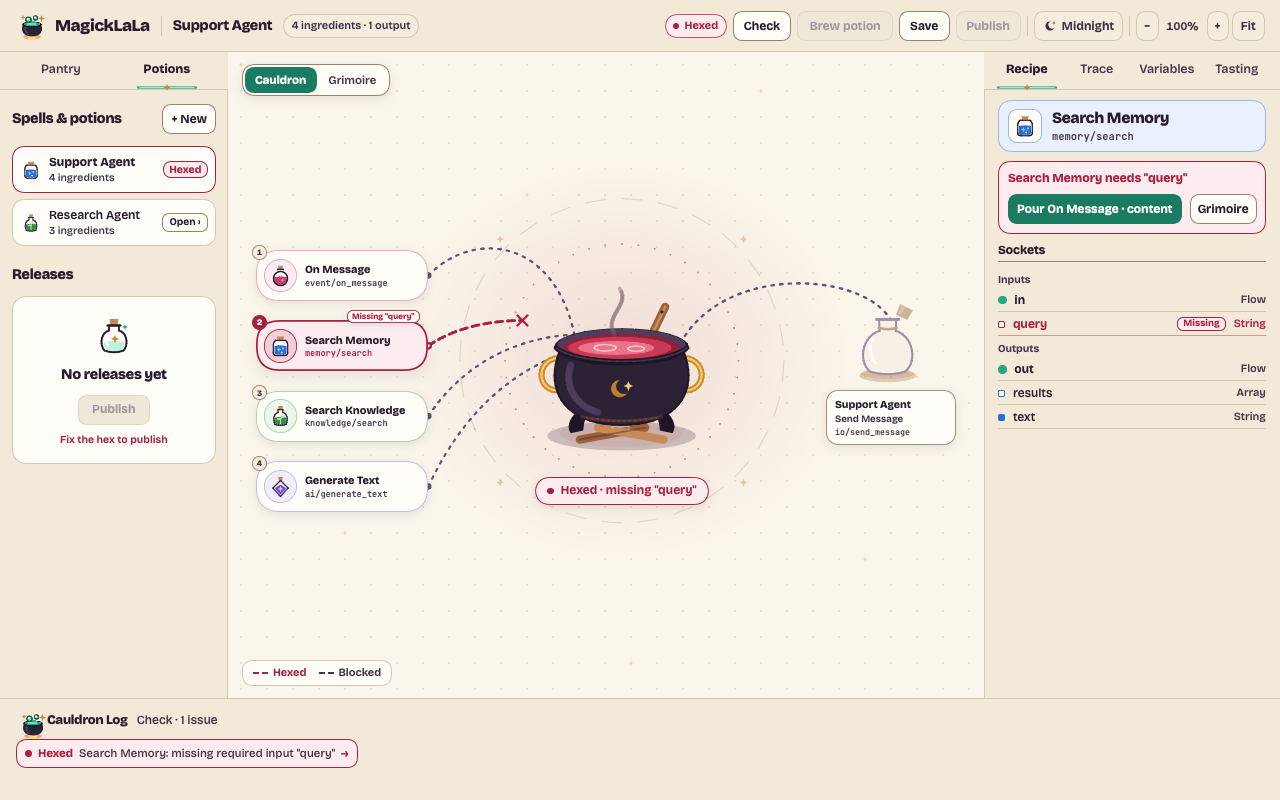 MagickLaLa
Support Agent
4 ingredients · 1 output
Hexed
Check
Brew potion
Save
Publish
Midnight
−
100%
+
Fit
Pantry
Potions
Spells & potions
+ New
Support Agent
4 ingredients
Hexed
Research Agent
3 ingredients
Open ›
Releases
No releases yet
Publish
Fix the hex to publish
Cauldron
Grimoire
1
On Message
event/on_message
2
Missing "query"
Search Memory
memory/search
3
Search Knowledge
knowledge/search
4
Generate Text
ai/generate_text
Hexed · missing "query"
Support Agent
Send Message
io/send_message
Hexed
Blocked
Recipe
Trace
Variables
Tasting
Search Memory
memory/search
Search Memory needs "query"
Pour On Message · content
Grimoire
Sockets
Inputs
in Flow
query Missing String
Outputs
out Flow
results Array
text String
Cauldron Log
Check · 1 issue
Hexed Search Memory: missing required input "query" →